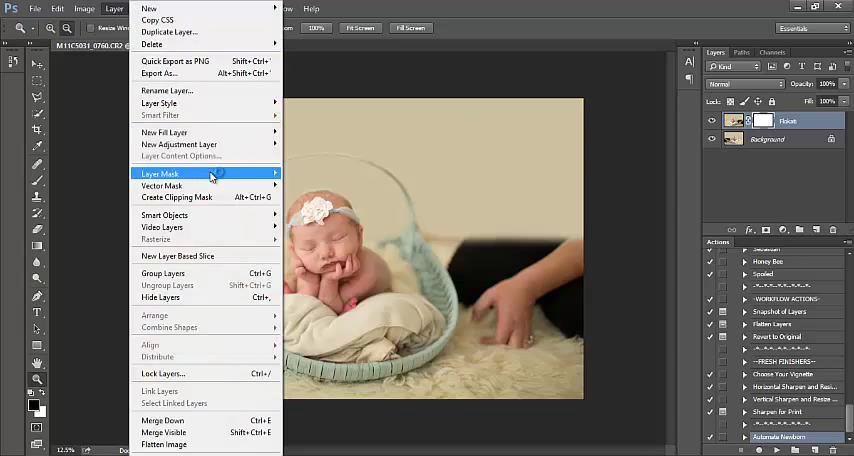 Ps File Edit Image Layer Help
Resize Win 100% Fit Screen Fill Screen Essentials
M11C5031_0760.CR2
New
Copy CSS
Duplicate Layer...
Delete
Quick Export as PNG Shift+Ctrl+'
Export As... Alt+Shift+Ctrl+'
Rename Layer...
Layer Style
Smart Filter
New Fill Layer
New Adjustment Layer
Layer Content Options...
Layer Mask
Vector Mask
Create Clipping Mask Alt+Ctrl+G
Smart Objects
Video Layers
Rasterize
New Layer Based Slice
Group Layers Ctrl+G
Ungroup Layers Shift+Ctrl+G
Hide Layers Ctrl+,
Arrange
Combine Shapes
Align
Distribute
Lock Layers... Ctrl+/
Link Layers
Select Linked Layers
Merge Down Ctrl+E
Merge Visible Shift+Ctrl+E
Flatten Image
Layers Paths Channels
Kind
Normal Opacity: 100%
Lock: Fill: 100%
Flokati
Background
fx
Actions
Sebastian
Honey Bee
Spoiled
-*-*-*-*-*-*-*-*-
-WORKFLOW ACTIONS-
Snapshot of Layers
Flatten Layers
Revert to Original
-*-*-*-*-*-*-*-*-
--FRESH FINISHERS--
Choose Your Vignette
Horizontal Sharpen and Resi...
Vertical Sharpen and Resize ...
Sharpen for Print
-*-*-*-*-*-*-*-*-
Automate Newborn
12.5% Doc